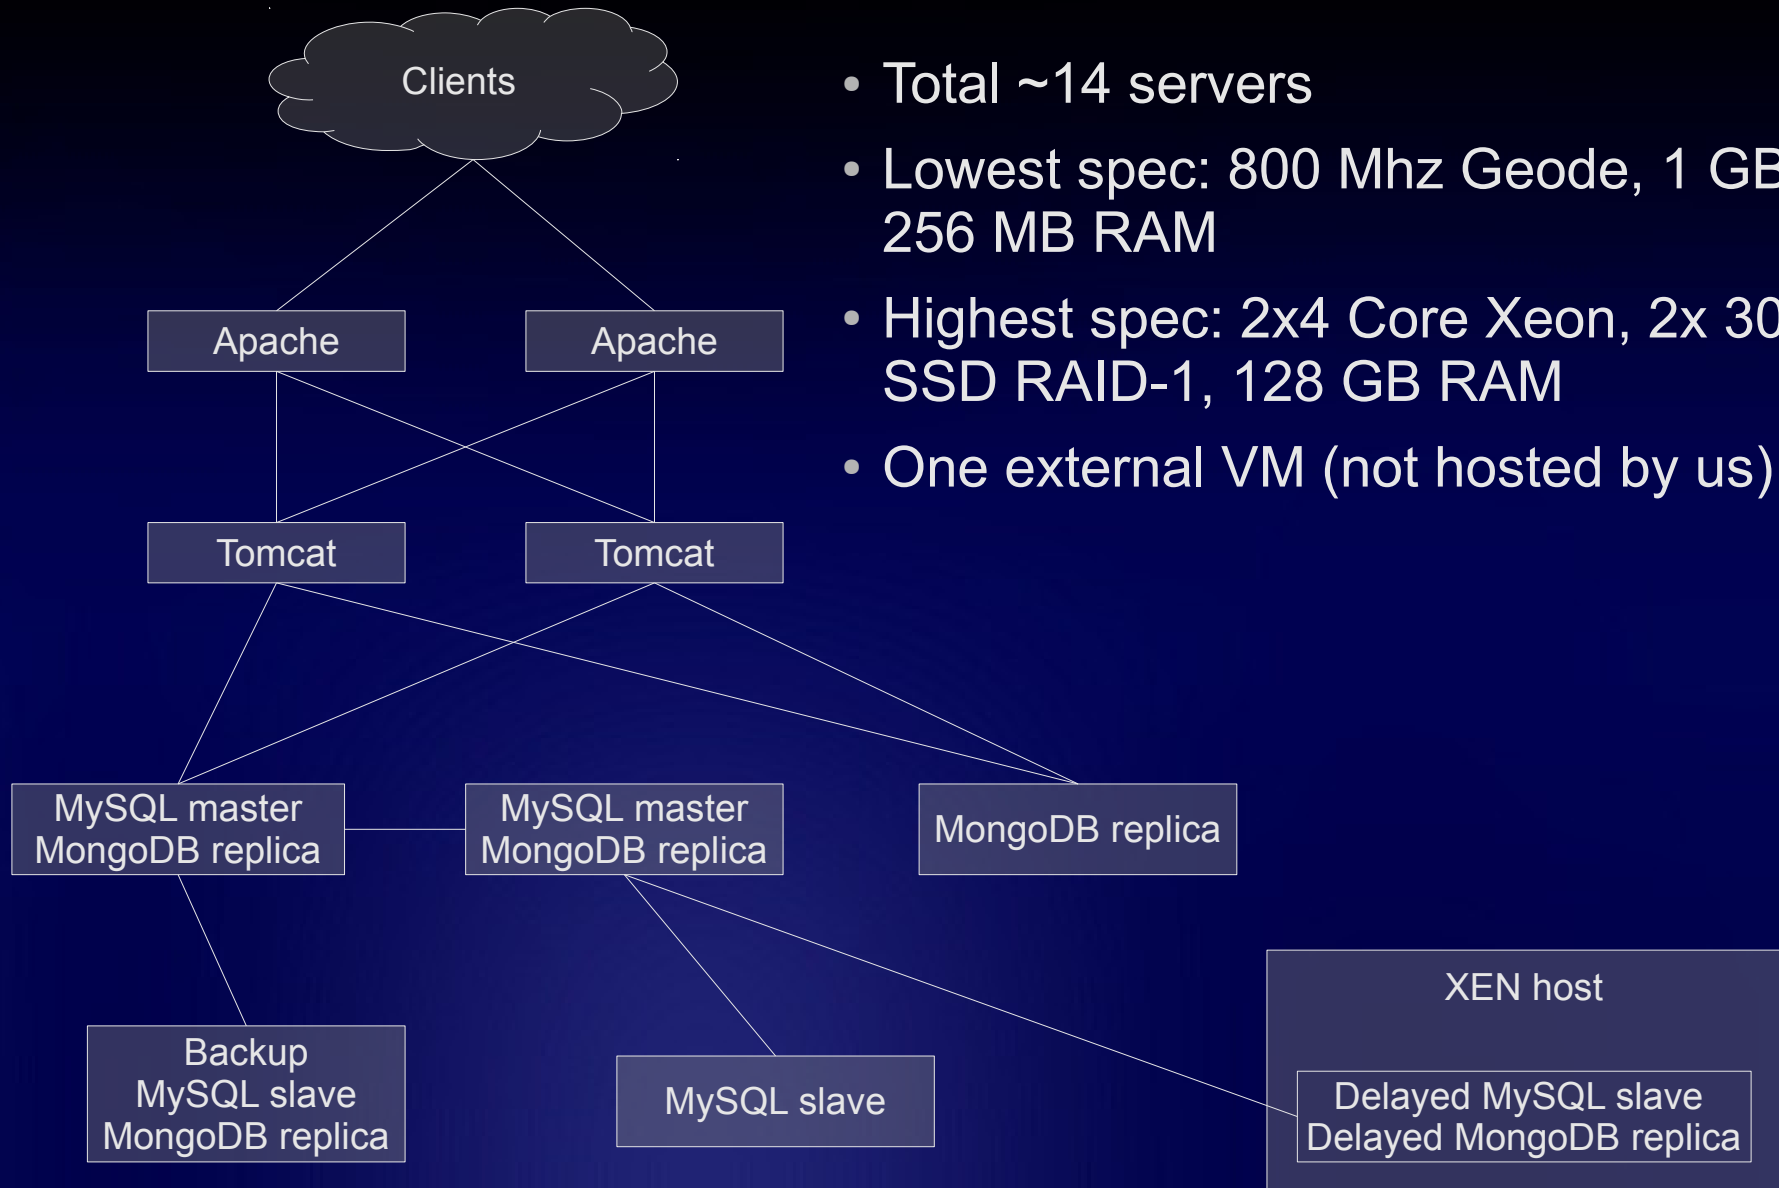 Clients
• Total ~14 servers
• Lowest spec: 800 Mhz Geode, 1 GB
256 MB RAM
• Highest spec: 2x4 Core Xeon, 2x 30
SSD RAID-1, 128 GB RAM
• One external VM (not hosted by us)
Apache
Apache
Tomcat
Tomcat
MySQL master
MongoDB replica
MySQL master
MongoDB replica
MongoDB replica
Backup
MySQL slave
MongoDB replica
MySQL slave
XEN host
Delayed MySQL slave
Delayed MongoDB replica